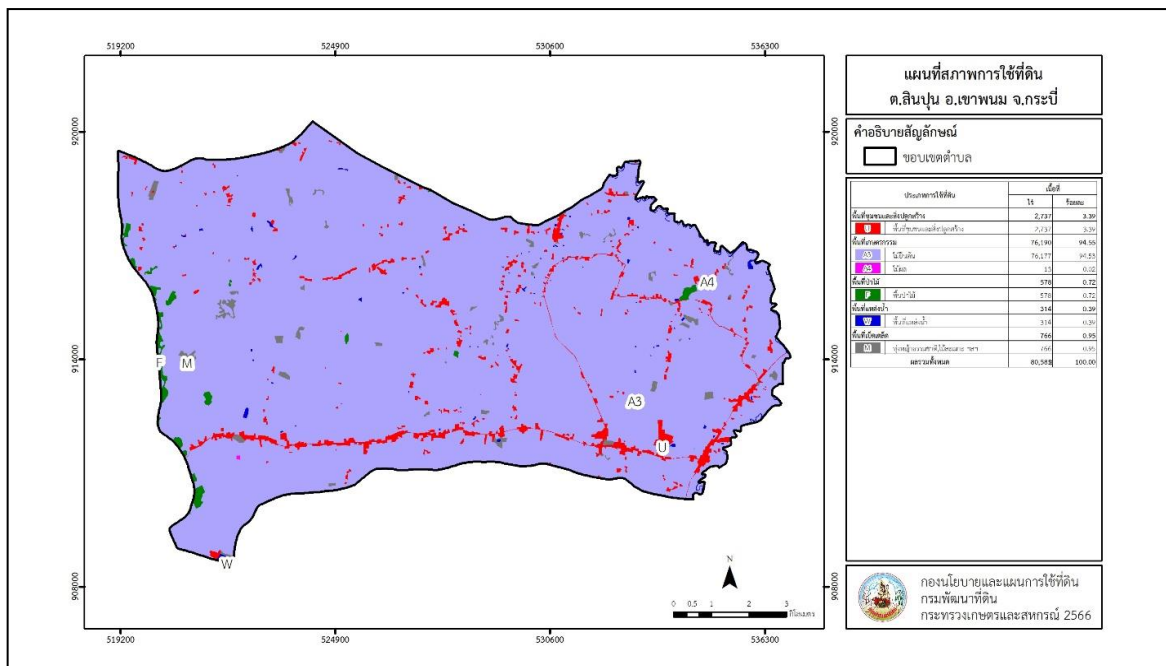 แผนที่สภาพการใช้ที่ดิน
ต.สินปุน อ.เขาพนม จ.กระบี่
คำอธิบายสัญลักษณ์
ขอบเขตตำบล
ประเภทการใช้ที่ดิน เนื้อที่
ไร่ ร้อยละ
พื้นที่ชุมชนและสิ่งปลูกสร้าง 2,737 3.39
U พื้นที่ชุมชนและสิ่งปลูกสร้าง 2,737 3.39
พื้นที่เกษตรกรรม 76,190 94.55
A3 ไม้ยืนต้น 76,177 94.53
A4 ไม้ผล 13 0.02
พื้นที่ป่าไม้ 578 0.72
F พื้นที่ป่าไม้ 578 0.72
พื้นที่แหล่งน้ำ 314 0.39
W พื้นที่แหล่งน้ำ 314 0.39
พื้นที่เบ็ดเตล็ด 766 0.95
M 766 0.95
ผลรวมทั้งหมด 100.00
519200 524900 530600 536300
920000 920000
A4
F M 914000 914000
A3
U
W
908000 908000
N
0 0.5 1 2 3
กิโลเมตร
519200 524900 530600 536300
กองนโยบายและแผนการใช้ที่ดิน
กรมพัฒนาที่ดิน
กระทรวงเกษตรและสหกรณ์ 2566